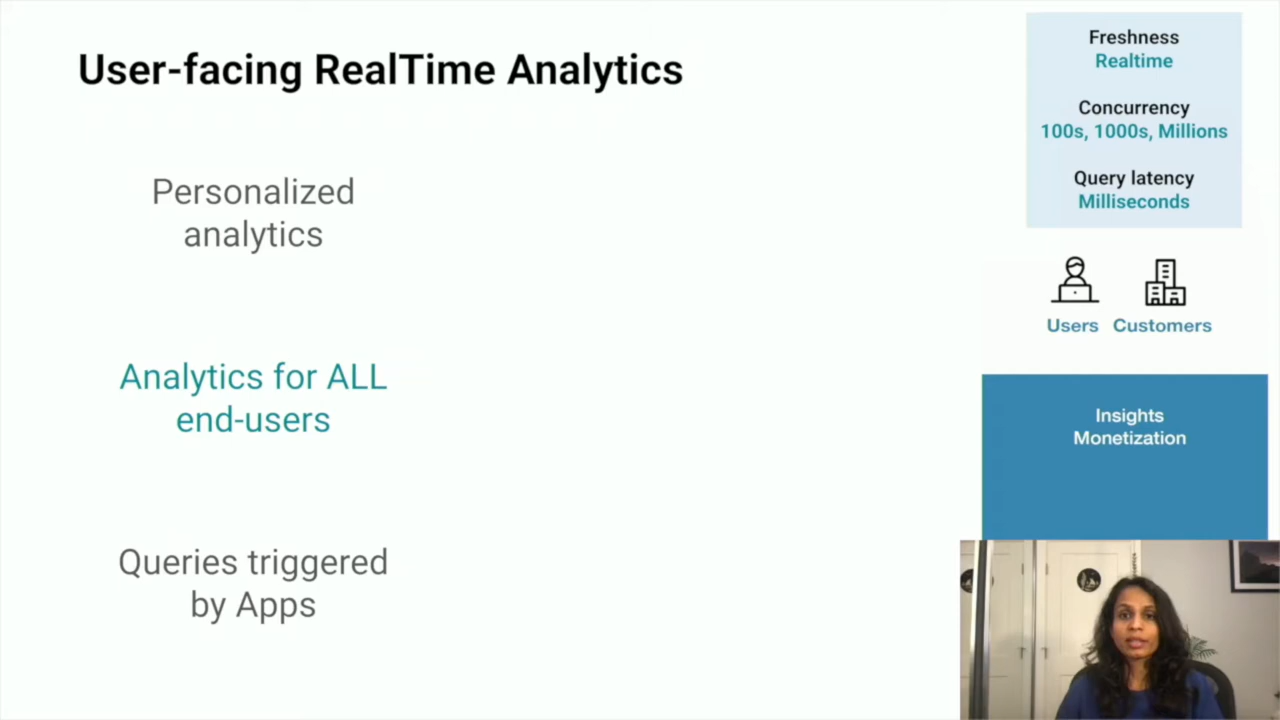 User-facing RealTime Analytics
Personalized
analytics
Analytics for ALL
end-users
Queries triggered
by Apps
Freshness
Realtime
Concurrency
100s, 1000s, Millions
Query latency
Milliseconds
Users Customers
Insights
Monetization